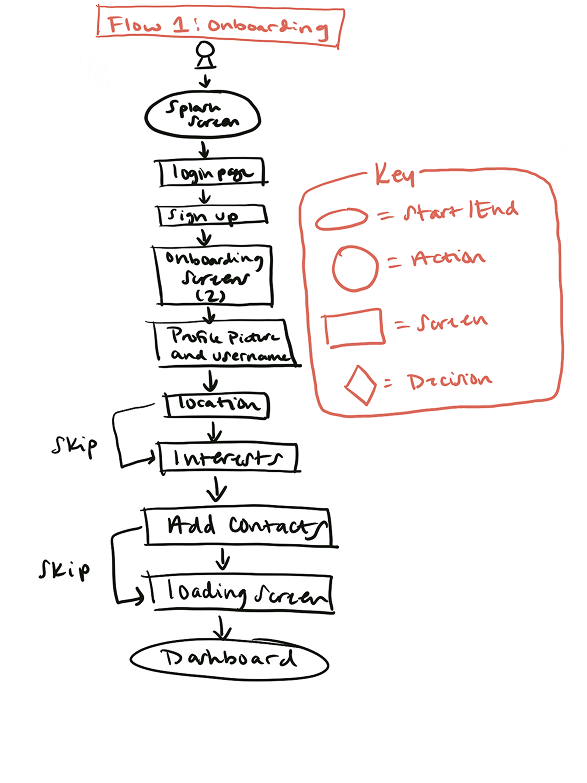 Flow 1: Onboarding
Splash
Screen
login page
Sign up
Onboarding
Screens
(2)
Profile Picture
and username
location
Skip
Interests
Add Contacts
Skip
loading Screen
Dashboard
Key
= Start/End
= Action
= Screen
= Decision